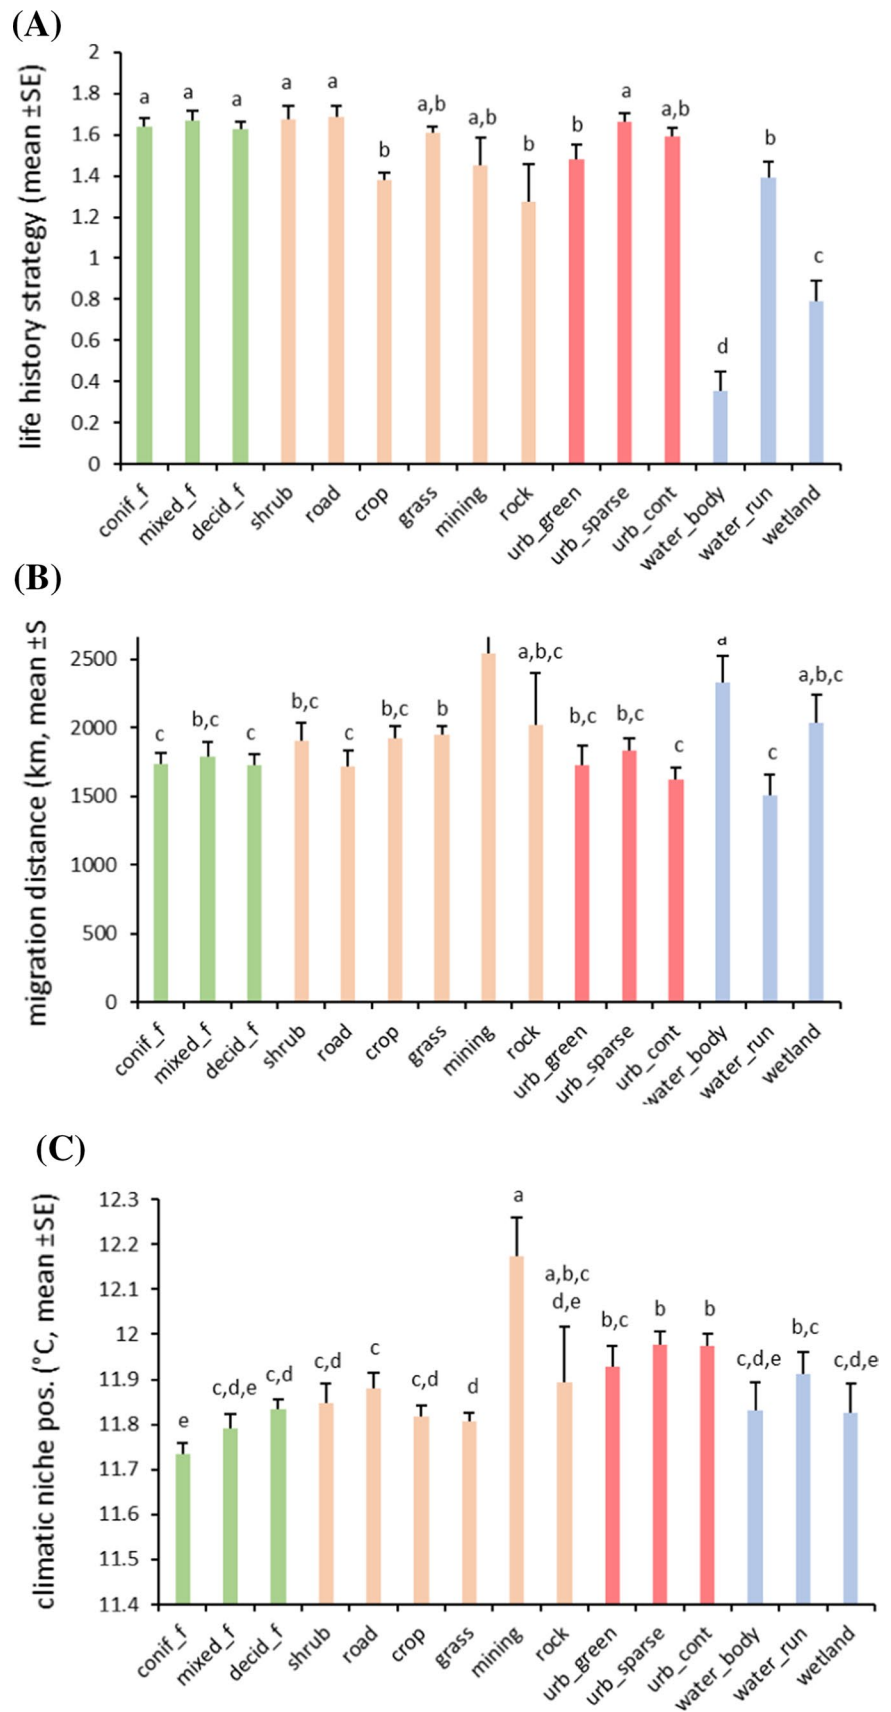 (A)
life history strategy (mean ±SE)
2
1.8
1.6
1.4
1.2
1
0.8
0.6
0.4
0.2
0
a a a a a b a,b a,b b b a a,b d b c
conif_f mixed_f decid_f shrub road crop grass mining rock urb_green urb_sparse urb_cont water_body water_run wetland
(B)
migration distance (km, mean ±S
2500
2000
1500
1000
500
0
c b,c c b,c c b,c b a,b,c b,c b,c c a c a,b,c
conif_f mixed_f decid_f shrub road crop grass mining rock urb_green urb_sparse urb_cont water_body water_run wetland
(C)
climatic niche pos. (°C, mean ±SE)
12.3
12.2
12.1
12
11.9
11.8
11.7
11.6
11.5
11.4
e c,d,e c,d c,d c c,d d a a,b,c
d,e b,c b b c,d,e b,c c,d,e
conif_f mixed_f decid_f shrub road crop grass mining rock urb_green urb_sparse urb_cont water_body water_run wetland